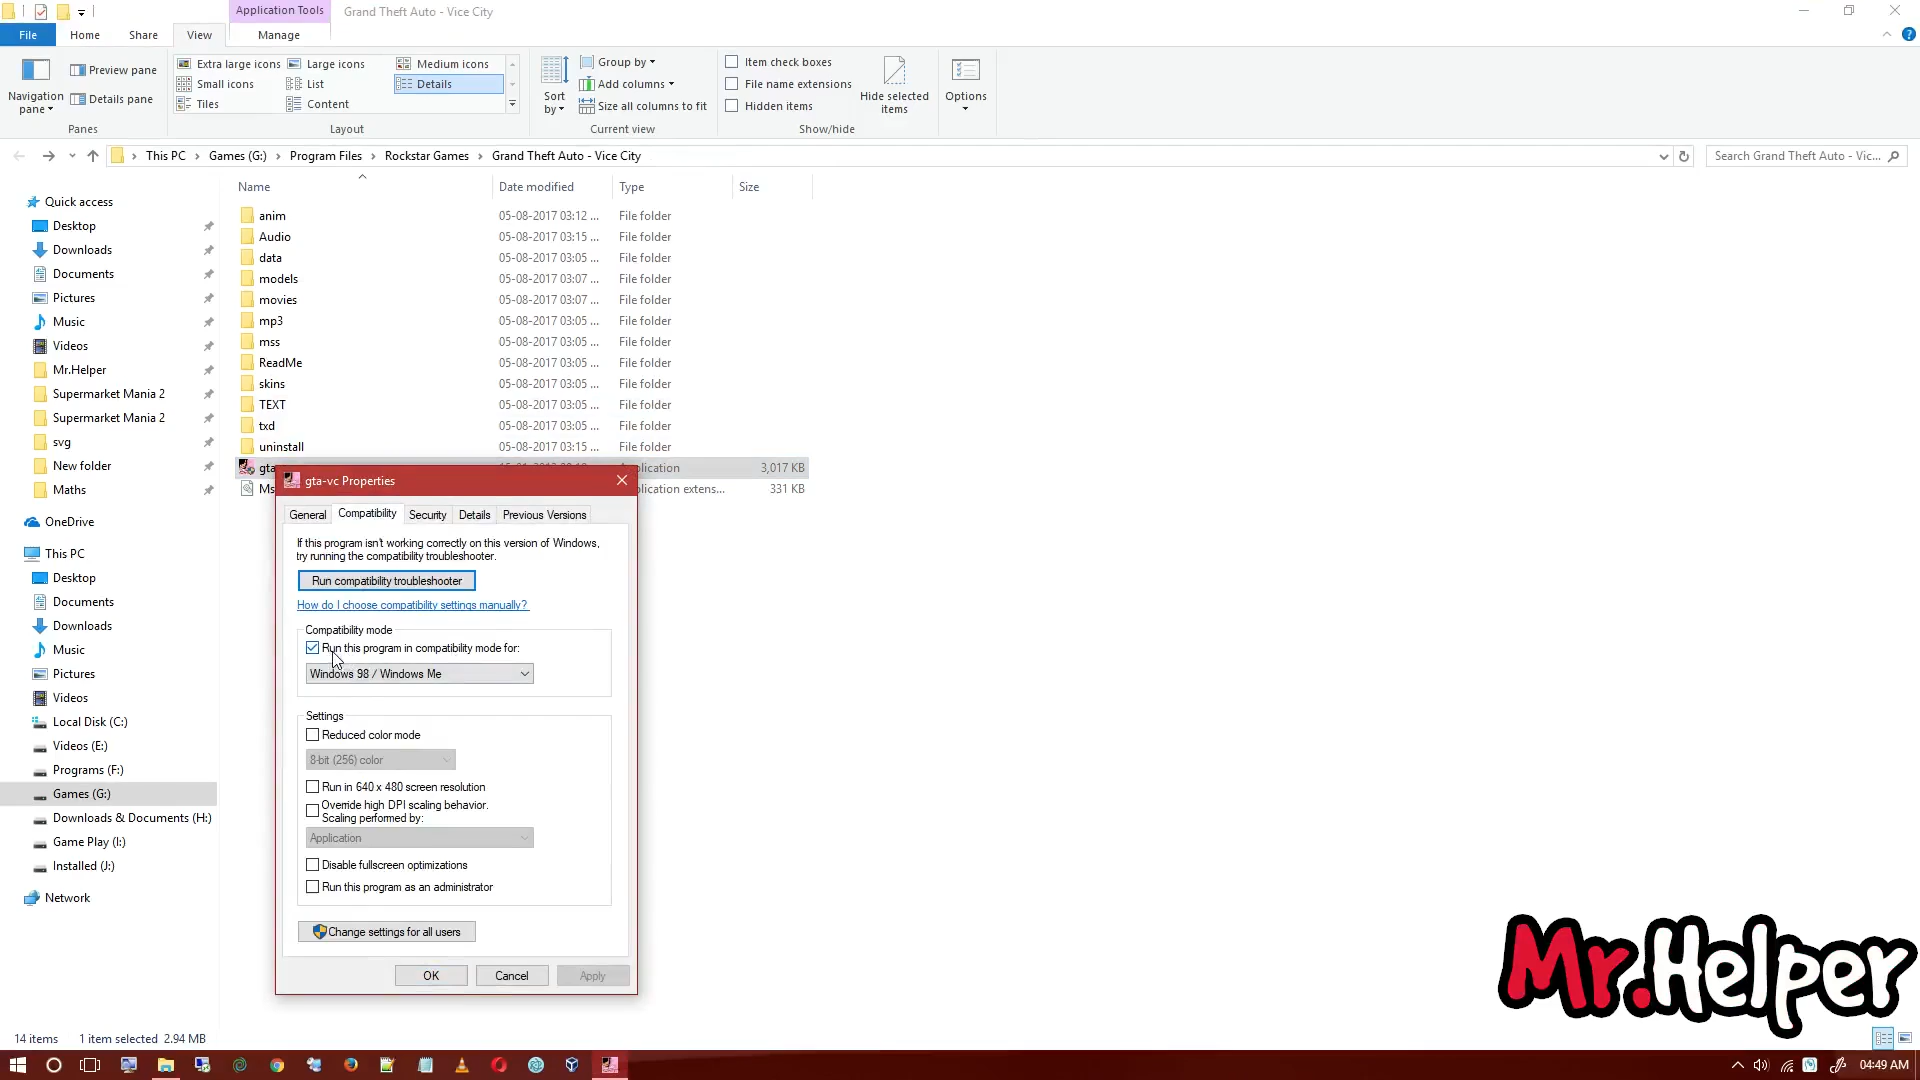 Application Tools
Grand Theft Auto - Vice City
File
Home
Share
View
Manage
Navigation pane
Preview pane
Details pane
Panes
Extra large icons
Large icons
Medium icons
Small icons
List
Details
Tiles
Content
Layout
Sort by
Group by
Add columns
Size all columns to fit
Current view
Item check boxes
File name extensions
Hidden items
Hide selected items
Show/hide
Options
This PC
Games (G:)
Program Files
Rockstar Games
Grand Theft Auto - Vice City
Search Grand Theft Auto - Vic...
Name
Date modified
Type
Size
Quick access
Desktop
Downloads
Documents
Pictures
Music
Videos
Mr.Helper
Supermarket Mania 2
Supermarket Mania 2
svg
New folder
Maths
OneDrive
This PC
Desktop
Documents
Downloads
Music
Pictures
Videos
Local Disk (C:)
Videos (E:)
Programs (F:)
Games (G:)
Downloads & Documents (H:)
Game Play (I:)
Installed (J:)
Network
anim 05-08-2017 03:12 ... File folder
Audio 05-08-2017 03:15 ... File folder
data 05-08-2017 03:05 ... File folder
models 05-08-2017 03:07 ... File folder
movies 05-08-2017 03:07 ... File folder
mp3 05-08-2017 03:05 ... File folder
mss 05-08-2017 03:05 ... File folder
ReadMe 05-08-2017 03:05 ... File folder
skins 05-08-2017 03:05 ... File folder
TEXT 05-08-2017 03:05 ... File folder
txd 05-08-2017 03:05 ... File folder
uninstall 05-08-2017 03:15 ... File folder
gta 3,017 KB
Ms 331 KB
gta-vc Properties
General
Compatibility
Security
Details
Previous Versions
If this program isn't working correctly on this version of Windows,
try running the compatibility troubleshooter.
Run compatibility troubleshooter
How do I choose compatibility settings manually?
Compatibility mode
Run this program in compatibility mode for:
Windows 98 / Windows Me
Settings
Reduced color mode
8-bit (256) color
Run in 640 x 480 screen resolution
Override high DPI scaling behavior.
Scaling performed by:
Application
Disable fullscreen optimizations
Run this program as an administrator
Change settings for all users
OK
Cancel
Apply
Mr.Helper
14 items
1 item selected 2.94 MB
04:49 AM